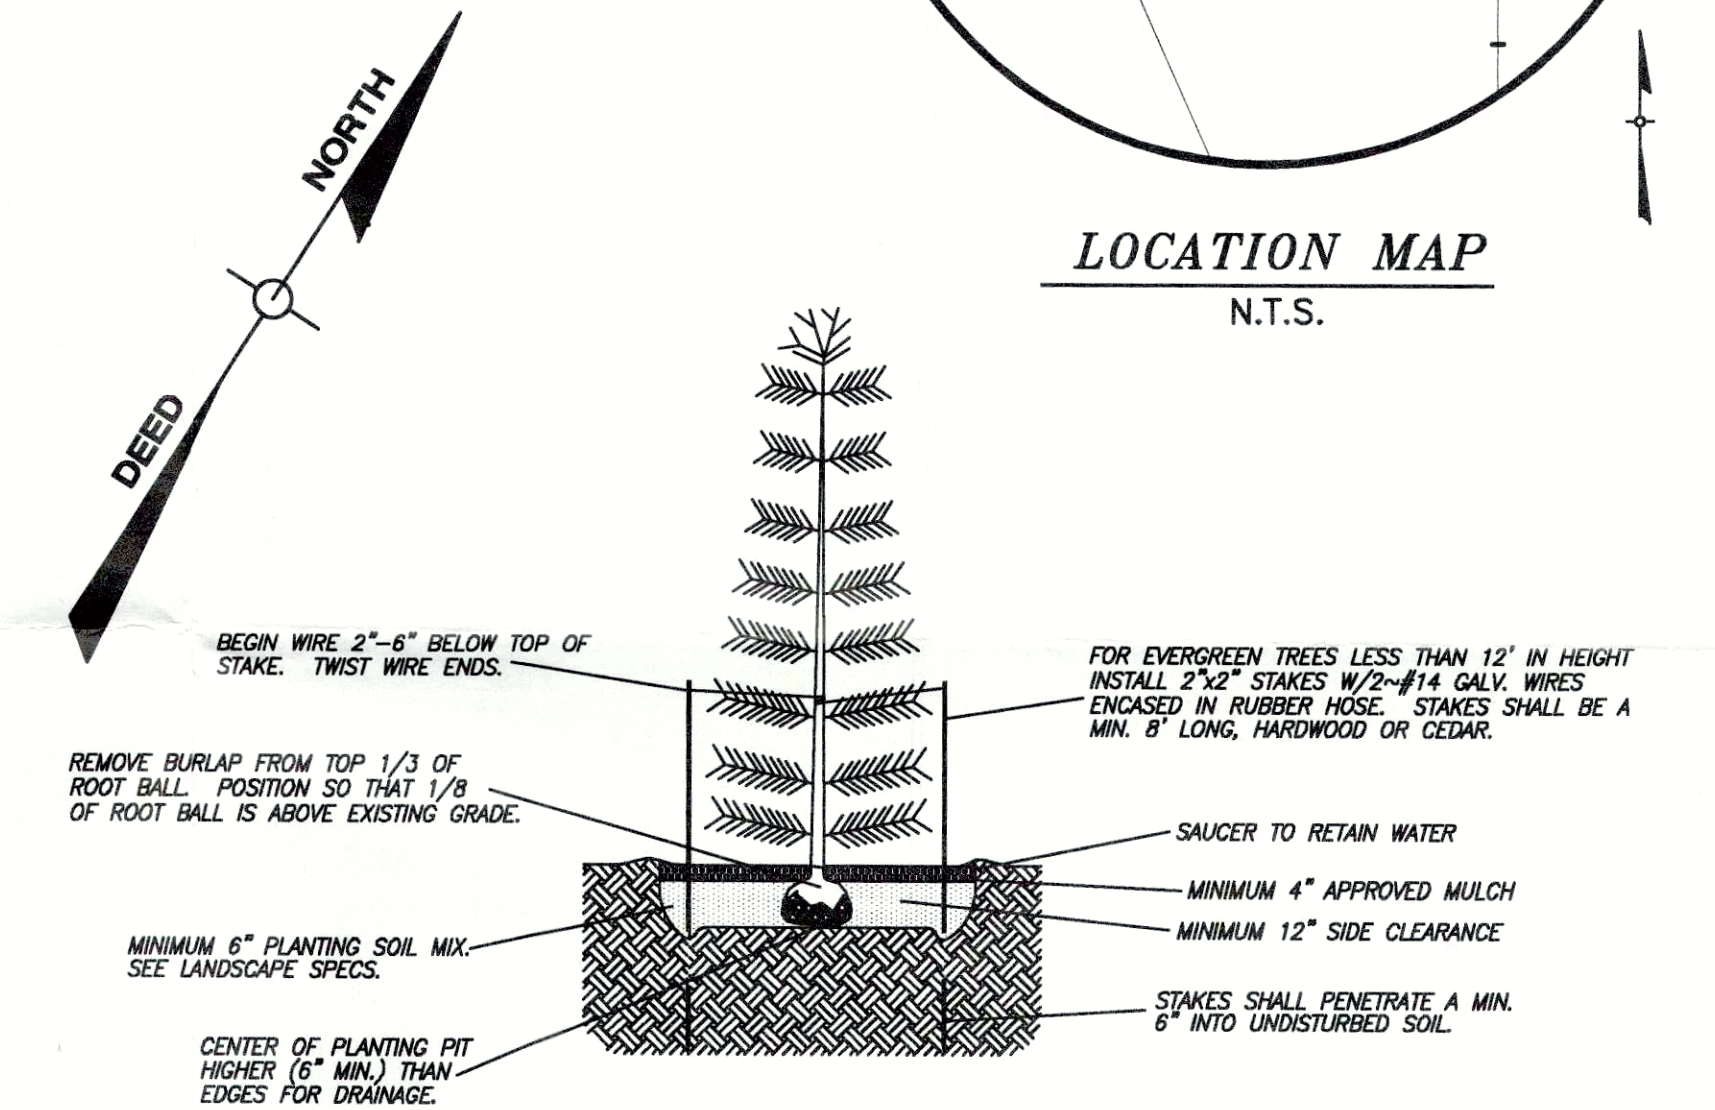 NORTH
DEED
LOCATION MAP
N.T.S.
BEGIN WIRE 2"-6" BELOW TOP OF
STAKE. TWIST WIRE ENDS.
FOR EVERGREEN TREES LESS THAN 12' IN HEIGHT
INSTALL 2"x2" STAKES W/2~#14 GALV. WIRES
ENCASED IN RUBBER HOSE. STAKES SHALL BE A
MIN. 8' LONG, HARDWOOD OR CEDAR.
REMOVE BURLAP FROM TOP 1/3 OF
ROOT BALL. POSITION SO THAT 1/8
OF ROOT BALL IS ABOVE EXISTING GRADE.
SAUCER TO RETAIN WATER
MINIMUM 4" APPROVED MULCH
MINIMUM 12" SIDE CLEARANCE
MINIMUM 6" PLANTING SOIL MIX.
SEE LANDSCAPE SPECS.
STAKES SHALL PENETRATE A MIN.
6" INTO UNDISTURBED SOIL.
CENTER OF PLANTING PIT
HIGHER (6" MIN.) THAN
EDGES FOR DRAINAGE.